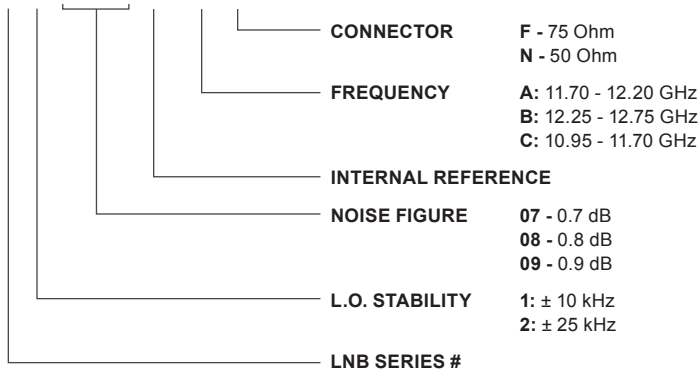 CONNECTOR F - 75 Ohm
N - 50 Ohm
FREQUENCY A: 11.70 - 12.20 GHz
B: 12.25 - 12.75 GHz
C: 10.95 - 11.70 GHz
INTERNAL REFERENCE
NOISE FIGURE 07 - 0.7 dB
08 - 0.8 dB
09 - 0.9 dB
L.O. STABILITY 1: ± 10 kHz
2: ± 25 kHz
LNB SERIES #